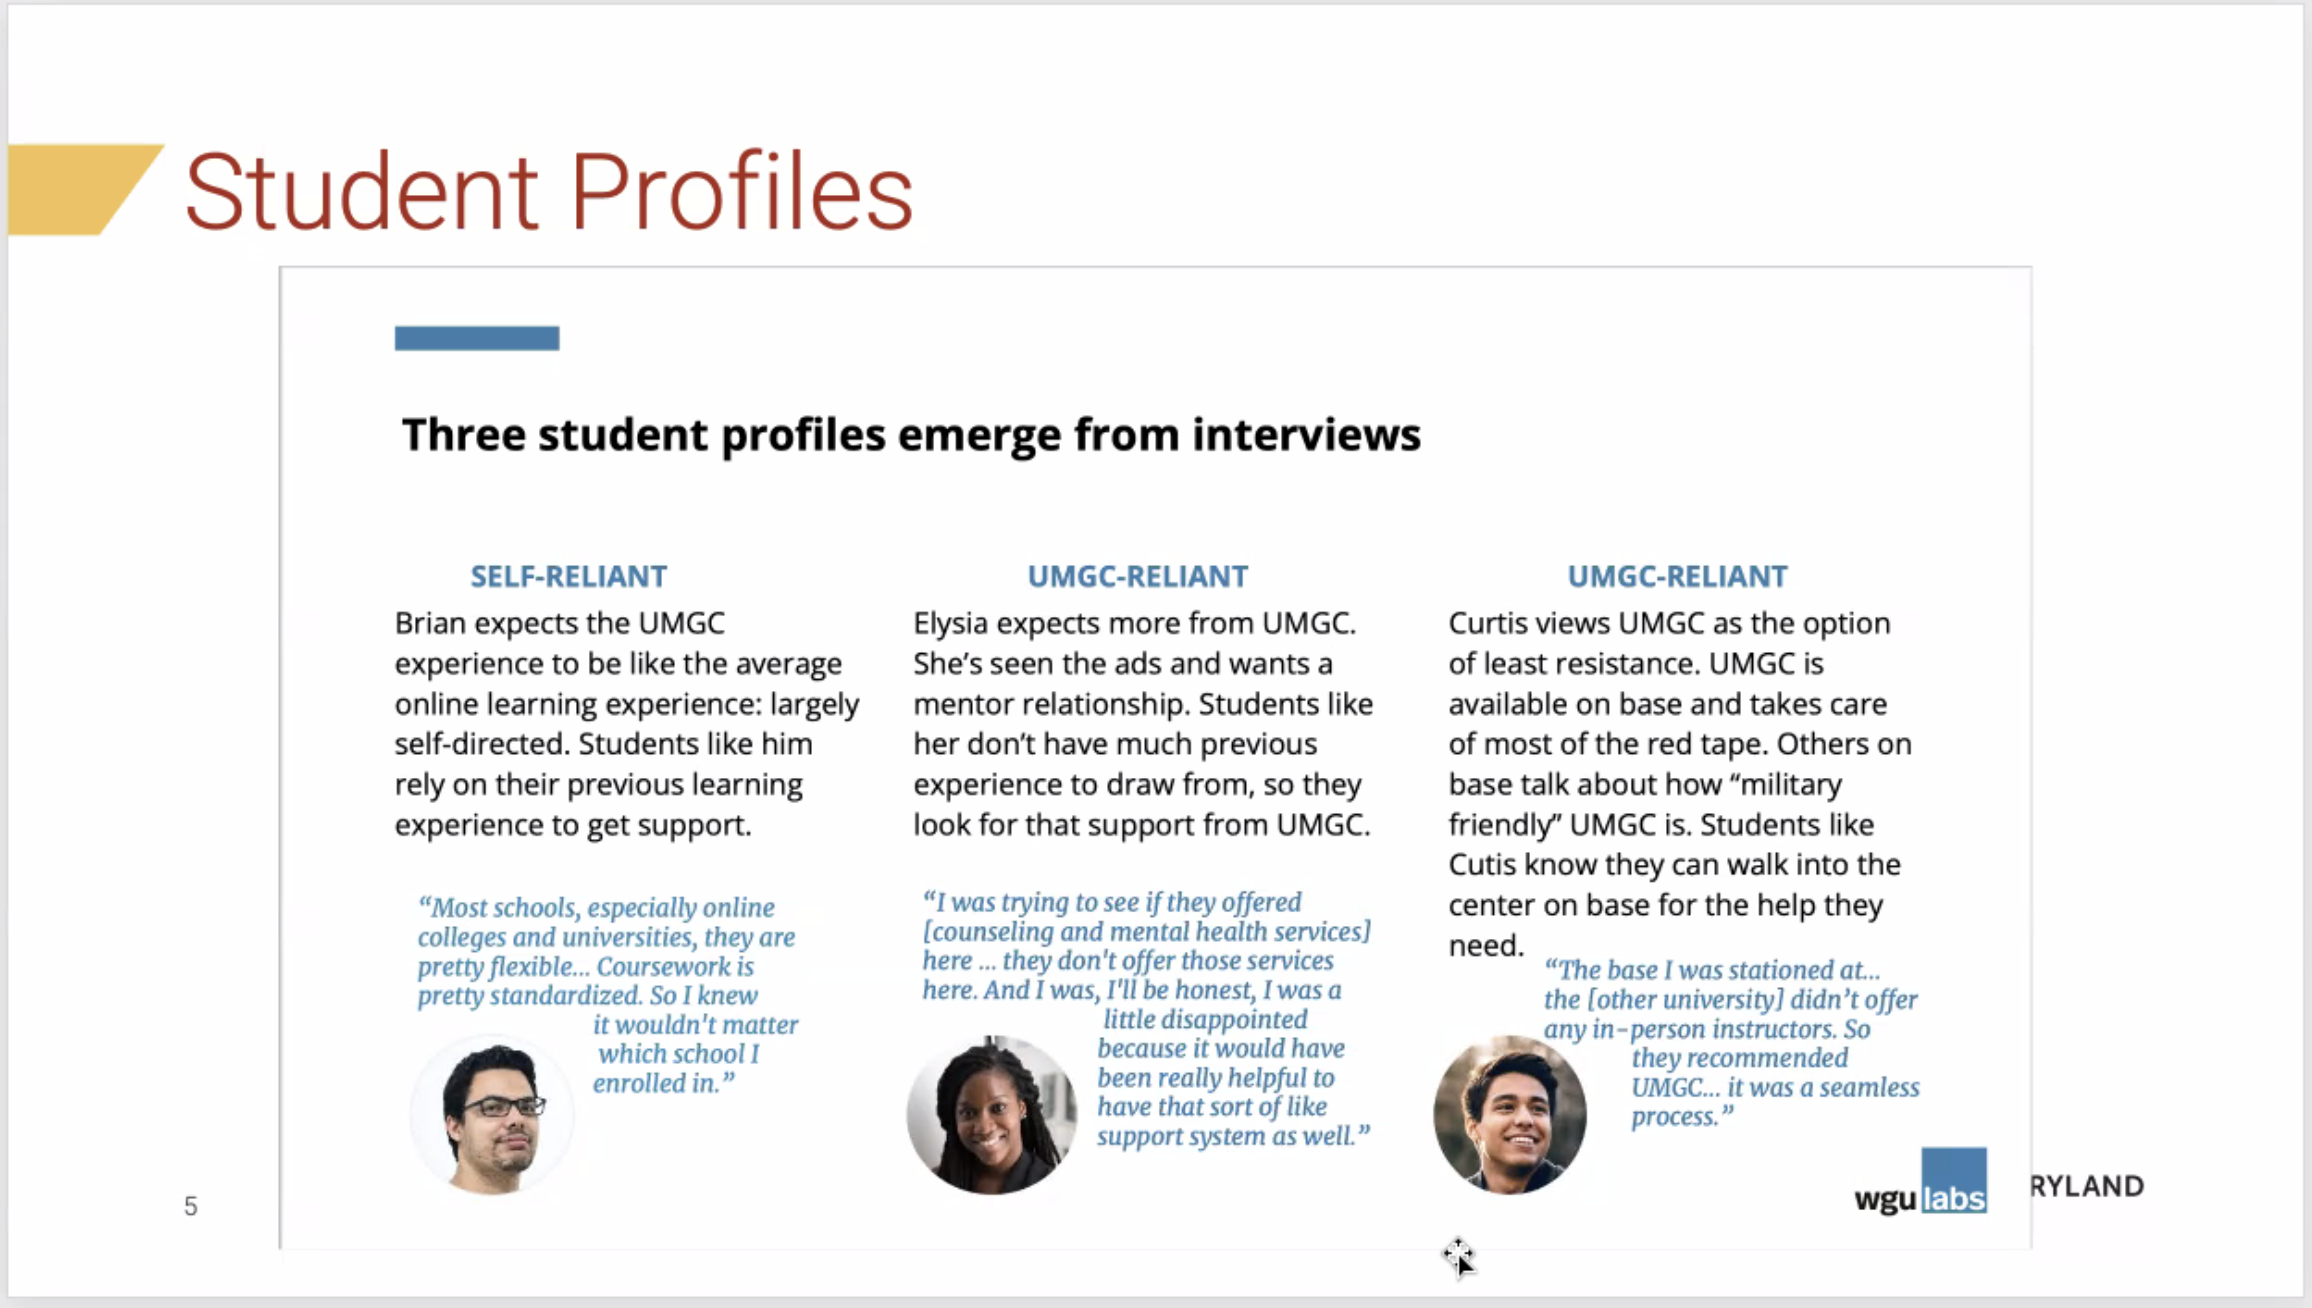 Student Profiles
Three student profiles emerge from interviews
SELF-RELIANT
Brian expects the UMGC
experience to be like the average
online learning experience: largely
self-directed. Students like him
rely on their previous learning
experience to get support.
“Most schools, especially online
colleges and universities, they are
pretty flexible... Coursework is
pretty standardized. So I knew
it wouldn't matter
which school I
enrolled in.”
UMGC-RELIANT
Elysia expects more from UMGC.
She’s seen the ads and wants a
mentor relationship. Students like
her don’t have much previous
experience to draw from, so they
look for that support from UMGC.
“I was trying to see if they offered
[counseling and mental health services]
here ... they don't offer those services
here. And I was, I'll be honest, I was a
little disappointed
because it would have
been really helpful to
have that sort of like
support system as well.”
UMGC-RELIANT
Curtis views UMGC as the option
of least resistance. UMGC is
available on base and takes care
of most of the red tape. Others on
base talk about how “military
friendly” UMGC is. Students like
Cutis know they can walk into the
center on base for the help they
need.
“The base I was stationed at...
the [other university] didn’t offer
any in-person instructors. So
they recommended
UMGC... it was a seamless
process.”
wgu labs
RYLAND
5